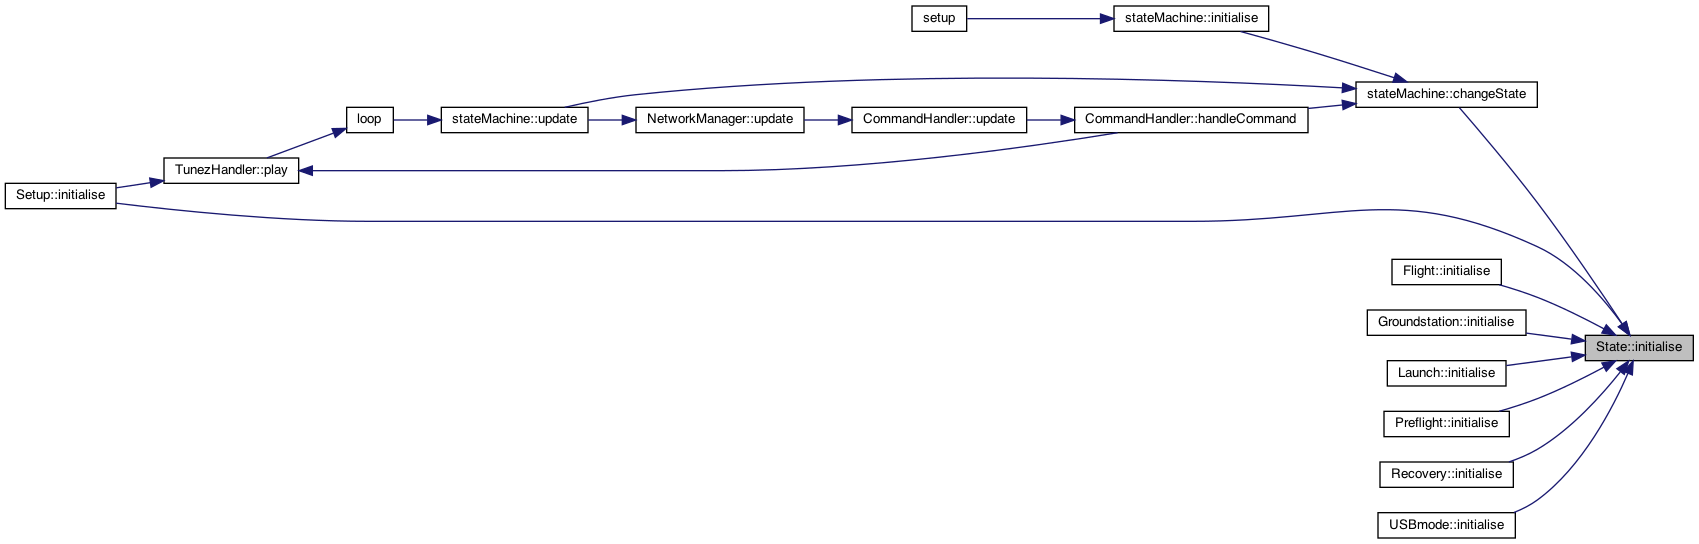 setup
stateMachine::initialise
stateMachine::changeState
loop
stateMachine::update
NetworkManager::update
CommandHandler::update
CommandHandler::handleCommand
TunezHandler::play
Setup::initialise
Flight::initialise
Groundstation::initialise
State::initialise
Launch::initialise
Preflight::initialise
Recovery::initialise
USBmode::initialise